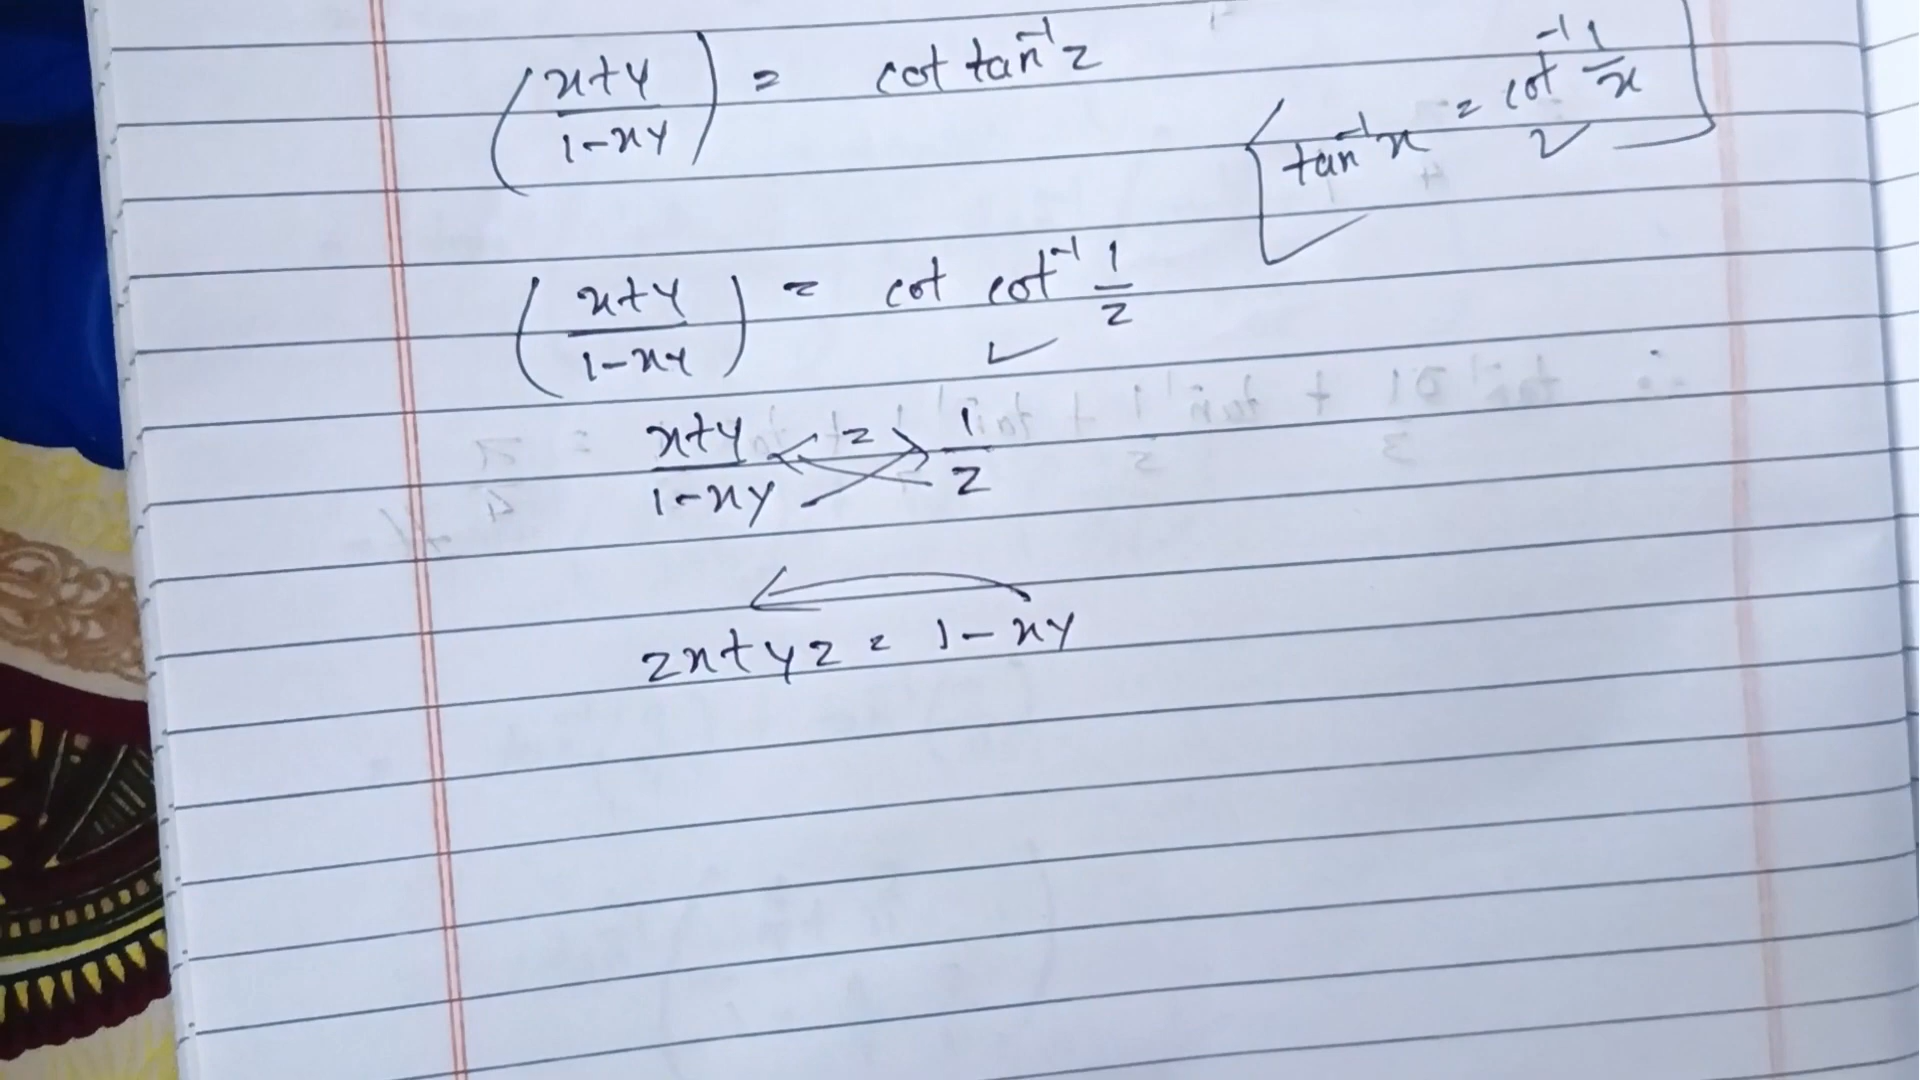 (x+y / 1-xy) = cot tan⁻¹z
tan⁻¹x = cot⁻¹ 1/x
(x+y / 1-xy) = cot cot⁻¹ 1/z
x+y / 1-xy = 1/z
zx+yz = 1-xy